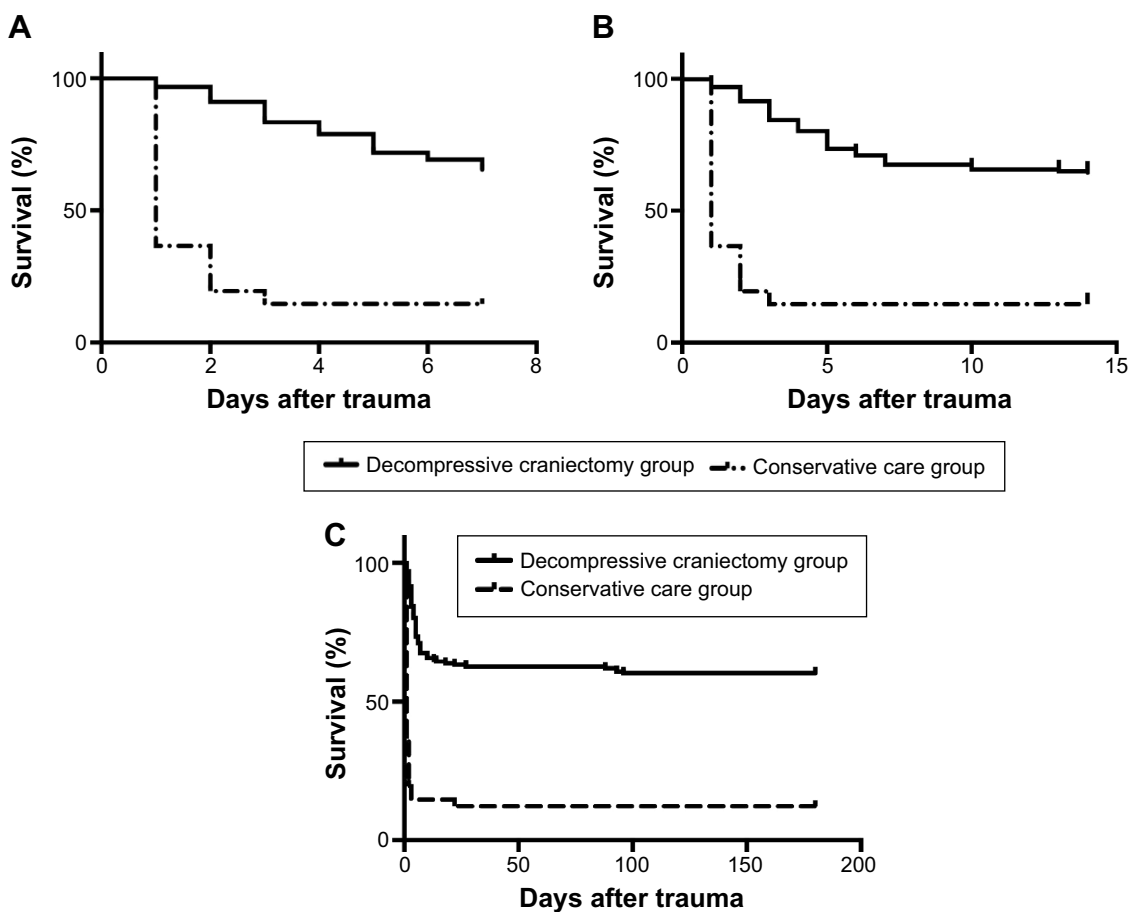 A
Survival (%)
100
50
0
0 2 4 6 8
Days after trauma
B
Survival (%)
100
50
0
0 5 10 15
Days after trauma
Decompressive craniectomy group Conservative care group
C
Survival (%)
100
50
0
0 50 100 150 200
Days after trauma
Decompressive craniectomy group
Conservative care group